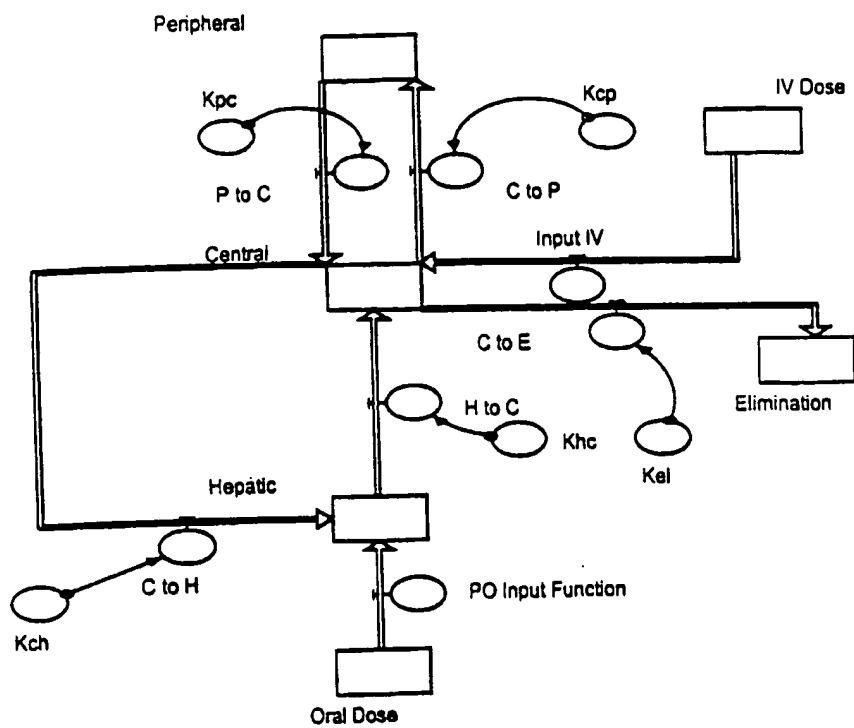 Peripheral
IV Dose
Kpc
Kcp
P to C
C to P
Input IV
Central
C to E
Elimination
H to C
Khc
Kel
Hepatic
C to H
PO Input Function
Kch
Oral Dose